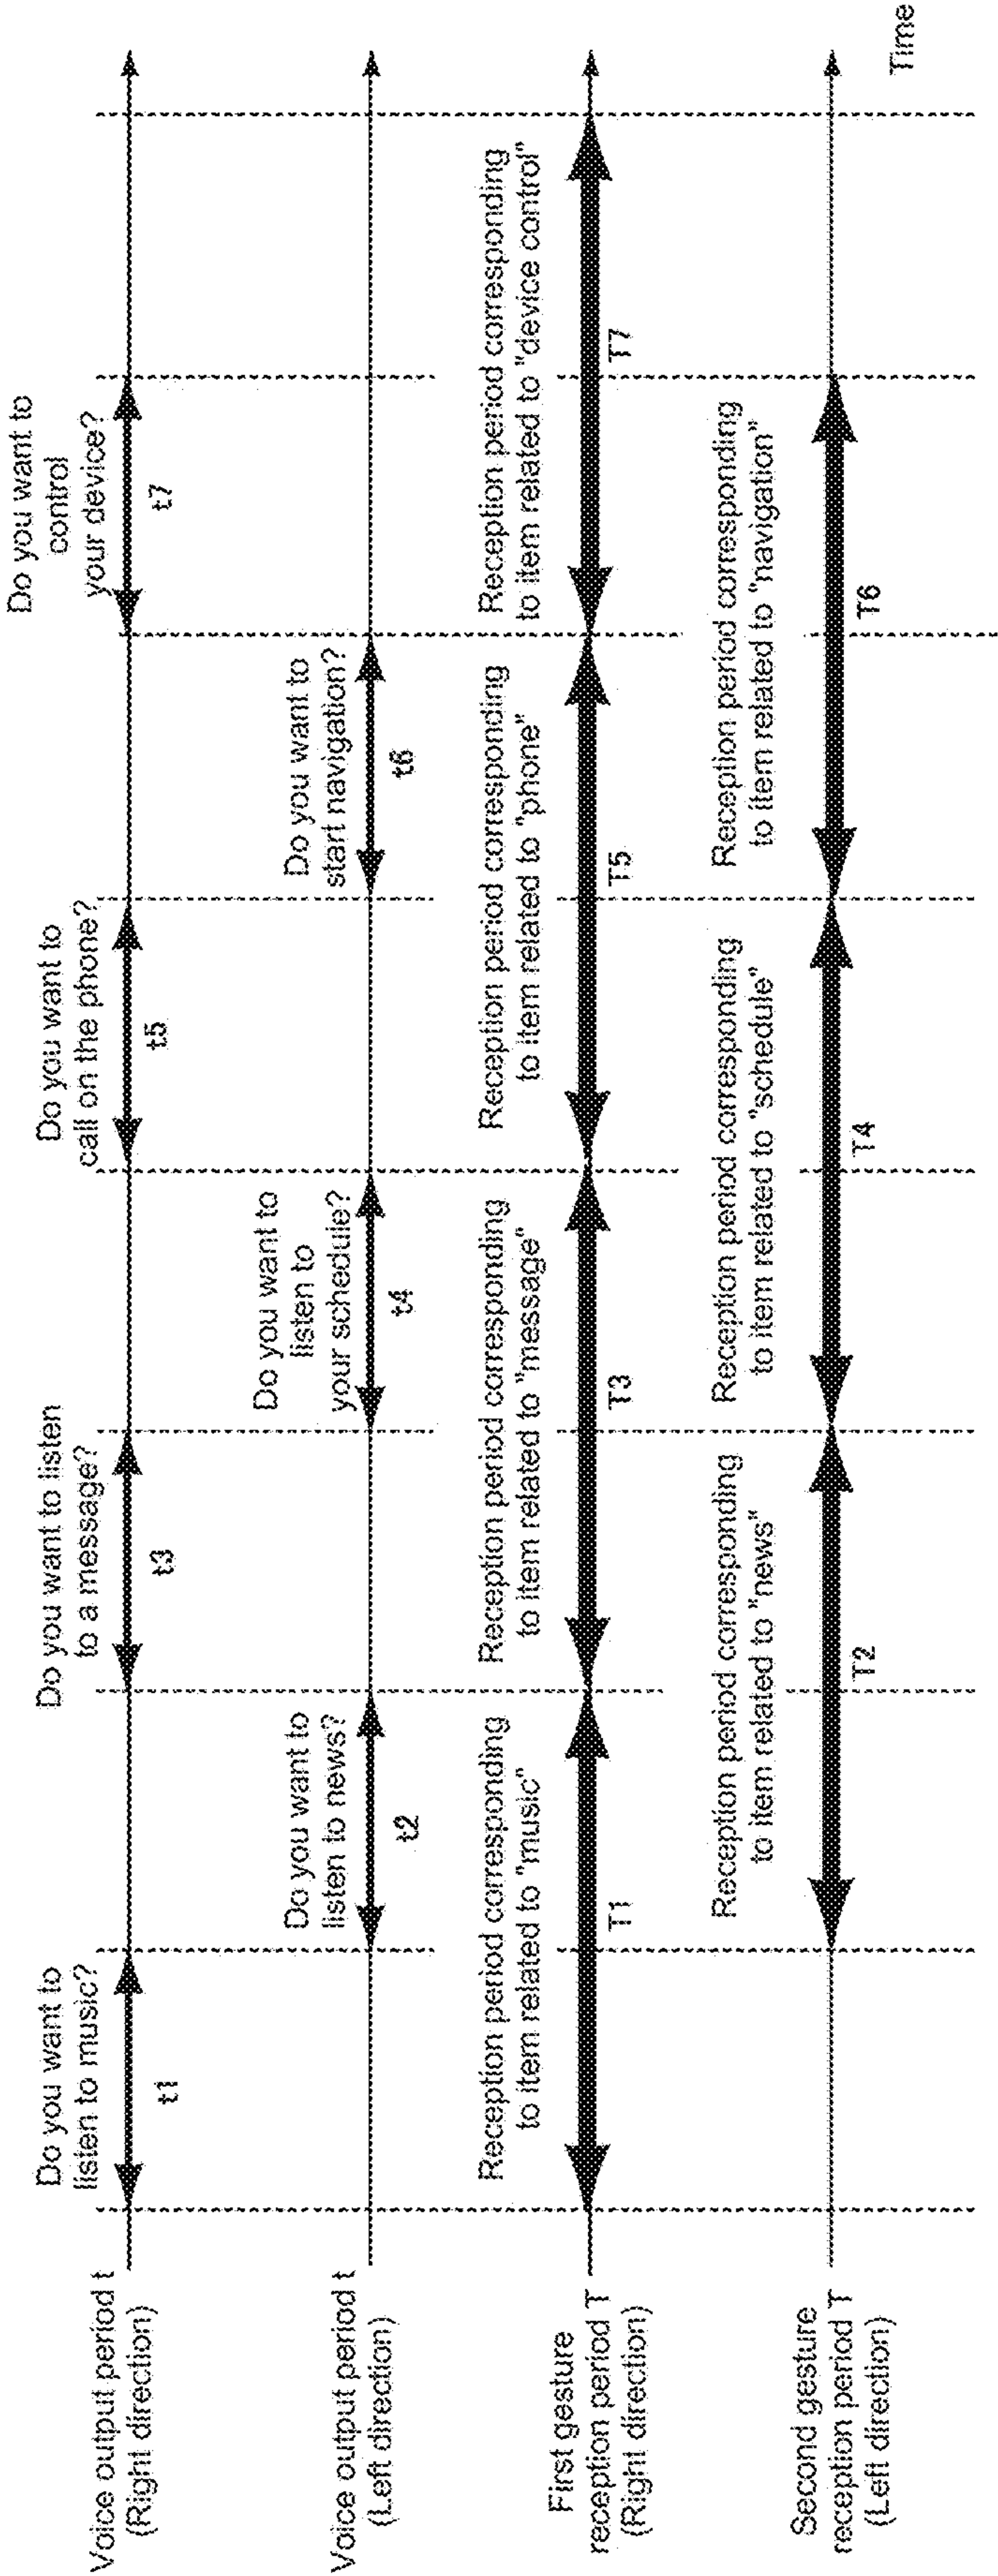 Voice output period t
(Right direction)
Do you want to
listen to music?
t1
Do you want to listen
to a message?
t3
Do you want to
call on the phone?
t5
Do you want to
control
your device?
t7
Voice output period t
(Left direction)
Do you want to
listen to news?
t2
Do you want to
listen to
your schedule?
t4
Do you want to
start navigation?
t6
First gesture
reception period T
(Right direction)
Reception period corresponding
to item related to "music"
T1
Reception period corresponding
to item related to "message"
T3
Reception period corresponding
to item related to "phone"
T5
Reception period corresponding
to item related to "device control"
T7
Second gesture
reception period T
(Left direction)
Reception period corresponding
to item related to "news"
T2
Reception period corresponding
to item related to "schedule"
T4
Reception period corresponding
to item related to "navigation"
T6
Time